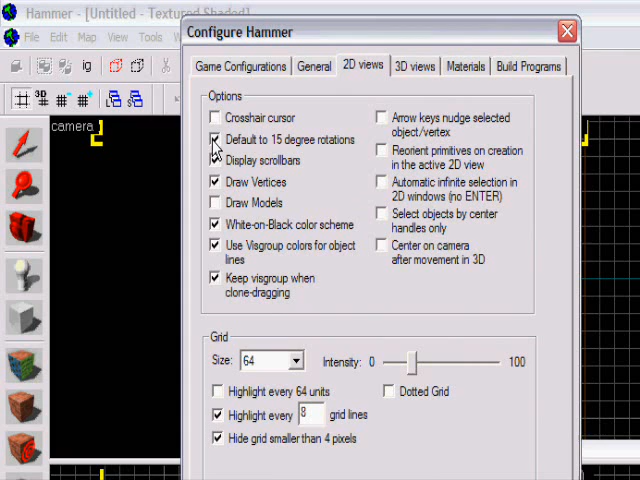 Hammer - [Untitled - Textured Shaded]
File Edit Map View Tools
Configure Hammer
ig
3D
Game Configurations General 2D views 3D views Materials Build Programs
camera
Options
Crosshair cursor
Default to 15 degree rotations
Display scrollbars
Draw Vertices
Draw Models
White-on-Black color scheme
Use Visgroup colors for object
lines
Keep visgroup when
clone-dragging
Arrow keys nudge selected
object/vertex
Reorient primitives on creation
in the active 2D view
Automatic infinite selection in
2D windows (no ENTER)
Select objects by center
handles only
Center on camera
after movement in 3D
Grid
Size: 64 Intensity: 0 100
Highlight every 64 units Dotted Grid
Highlight every 8 grid lines
Hide grid smaller than 4 pixels